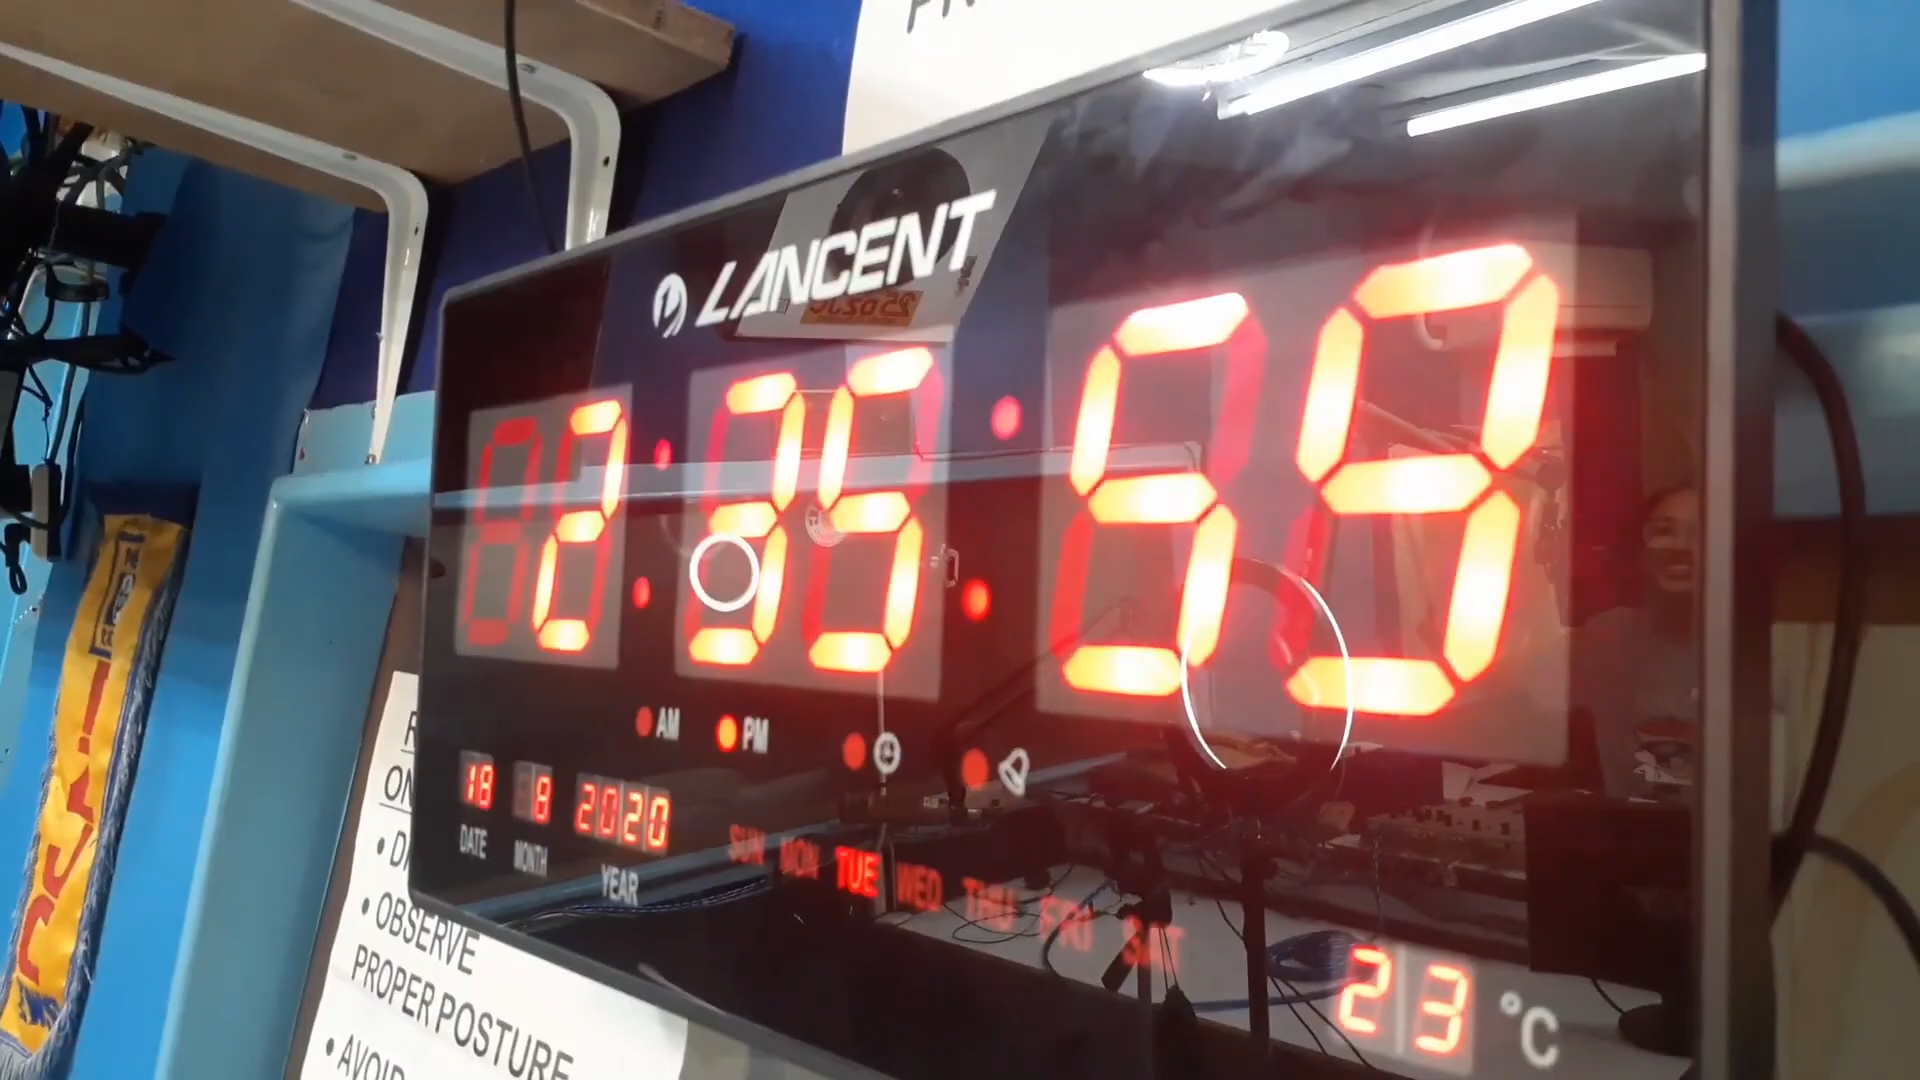 LANCENT
2:35:59
AM PM
18 8 2020
DATE MONTH YEAR
SUN MON TUE WED THU FRI SAT
23 °C
• OBSERVE
PROPER POSTURE
• AVOID